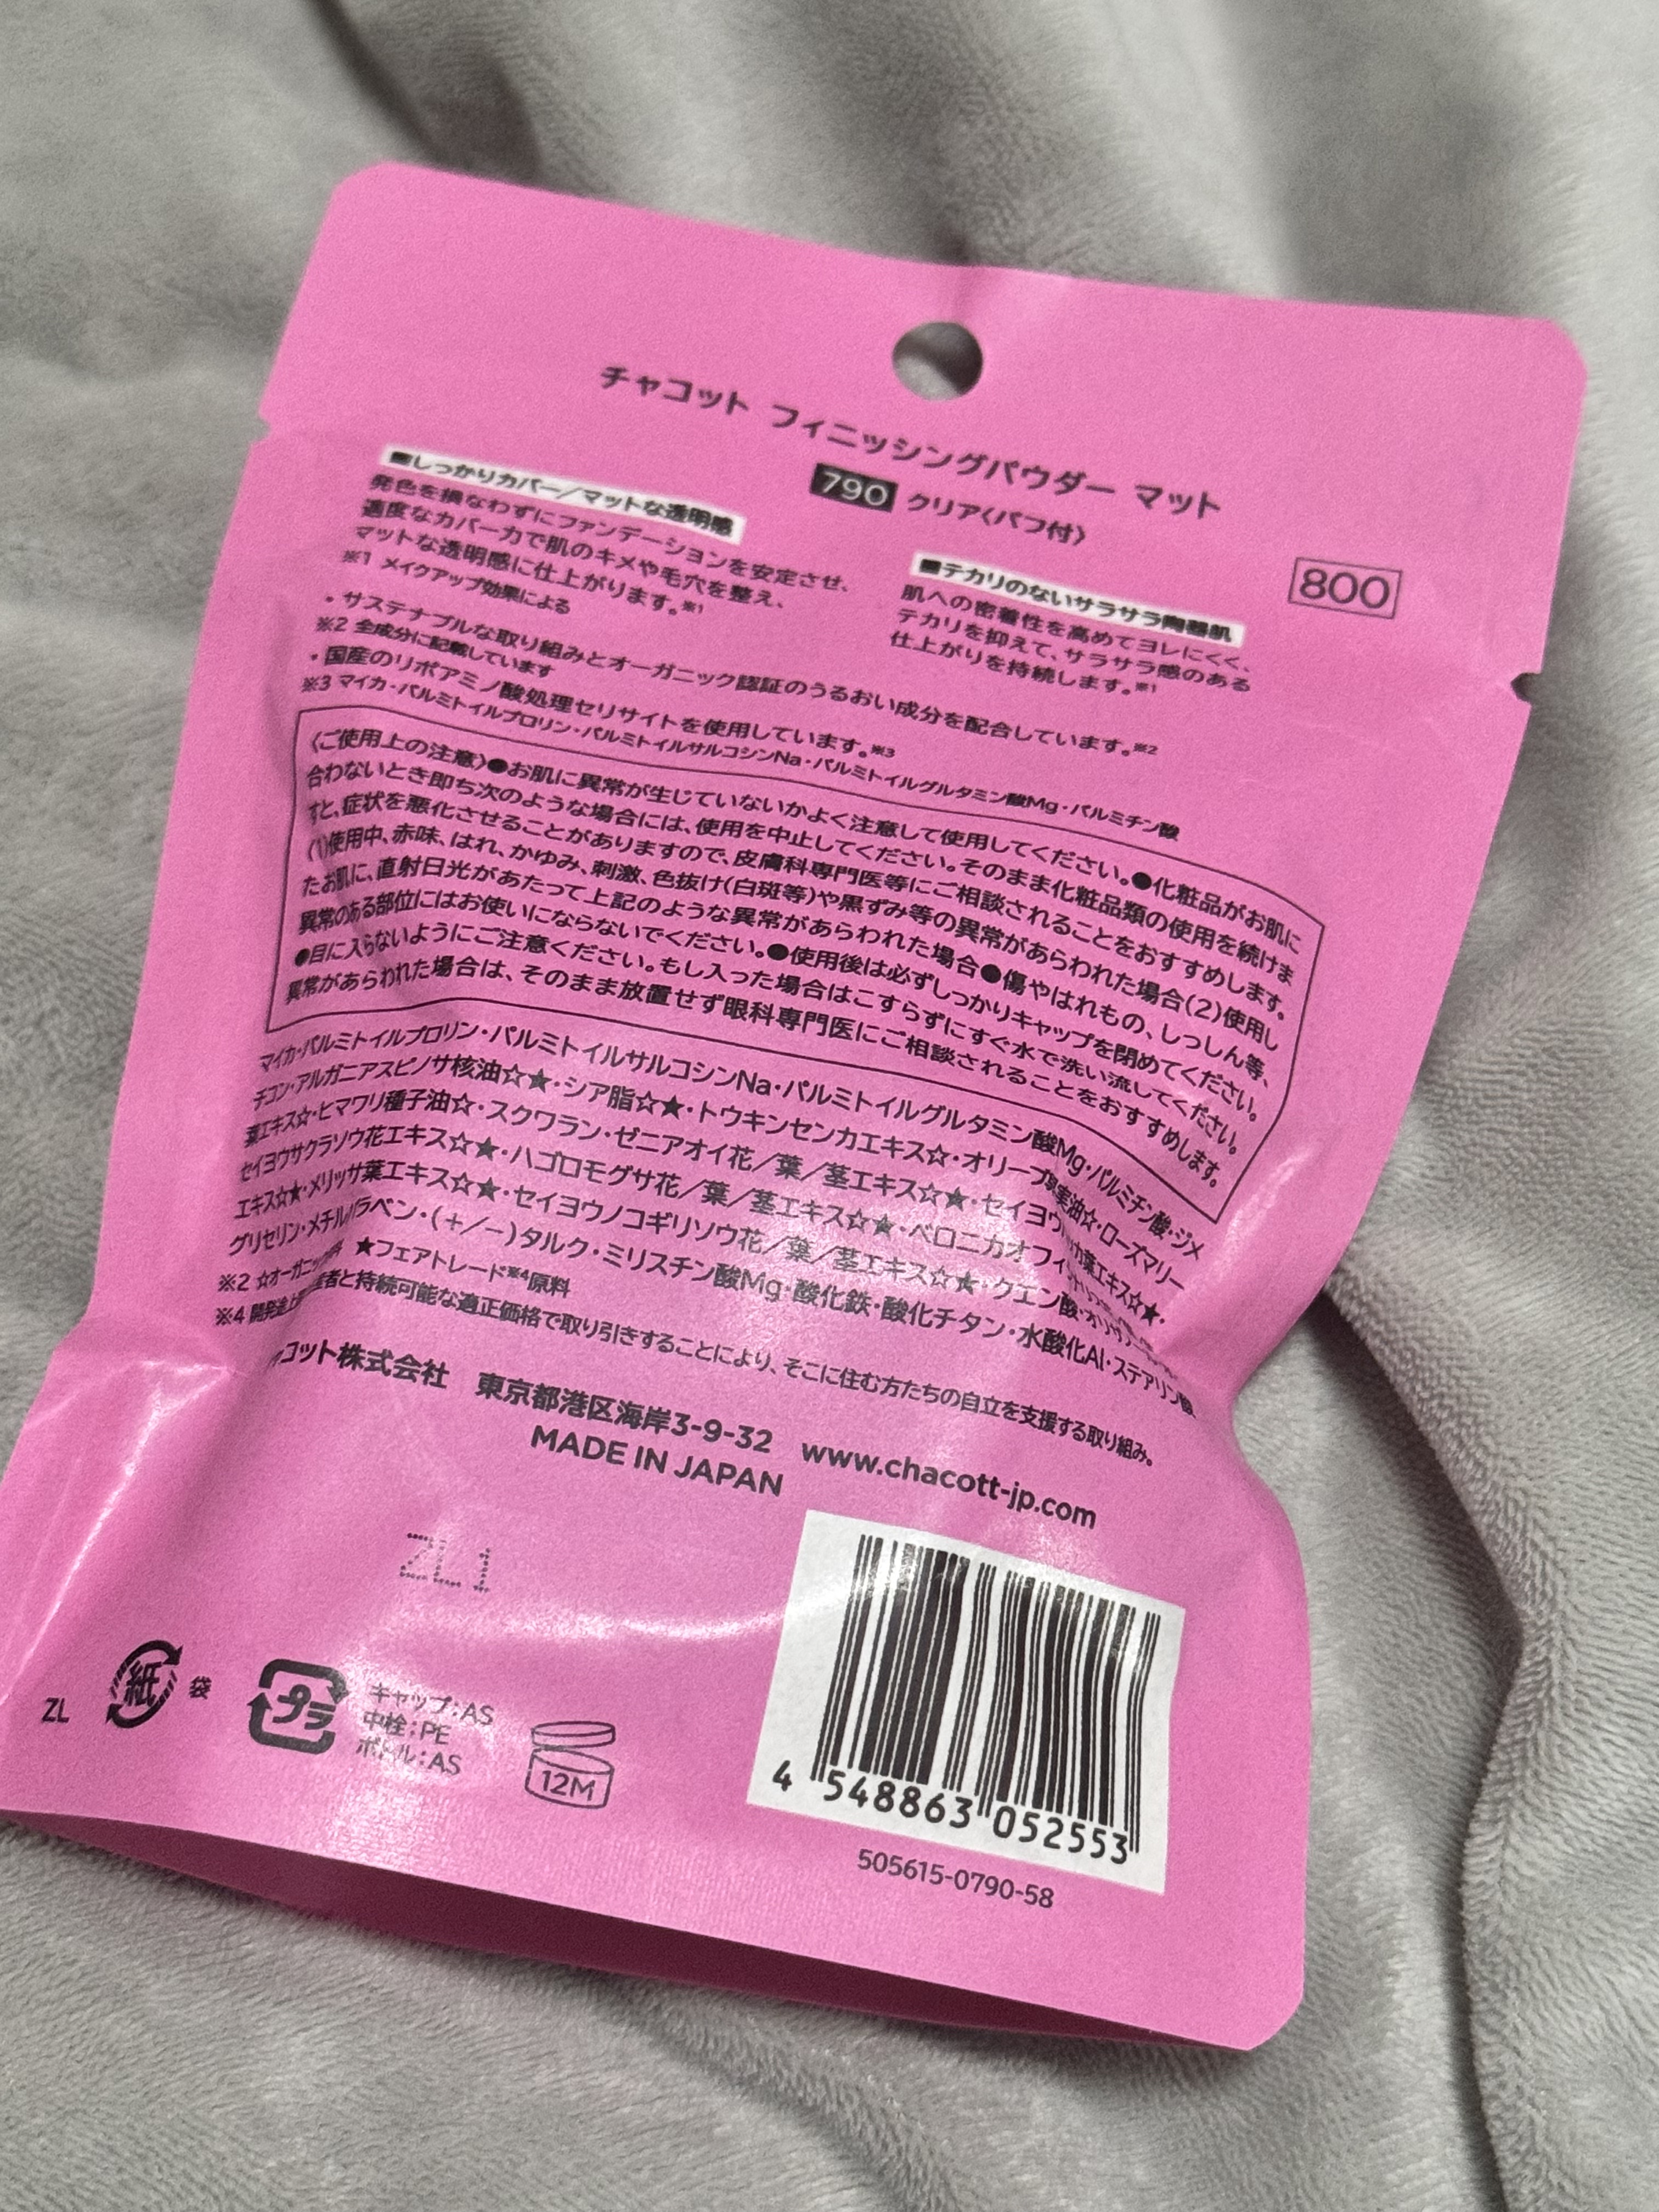 チャコット フィニッシングパウダー マット
790 クリア〈パフ付〉
800
■しっかりカバー／マットな透明感
発色を損なわずにファンデーションを安定させ、
適度なカバー力で肌のキメや毛穴を整え、
マットな透明感に仕上がります。※1
※1 メイクアップ効果による
■テカリのないサラサラ陶器肌
肌への密着性を高めてヨレにくく、
テカリを抑えて、サラサラ感のある
仕上がりを持続します。※1
・サステナブルな取り組みとオーガニック認証のうるおい成分を配合しています。※2
※2 全成分に記載しています
・国産のリポアミノ酸処理セリサイトを使用しています。※3
※3 マイカ・パルミトイルプロリン・パルミトイルサルコシンNa・パルミトイルグルタミン酸Mg・パルミチン酸
〈ご使用上の注意〉●お肌に異常が生じていないかよく注意して使用してください。●化粧品がお肌に
合わないとき即ち次のような場合には、使用を中止してください。そのまま化粧品類の使用を続けま
すと、症状を悪化させることがありますので、皮膚科専門医等にご相談されることをおすすめします。
(1)使用中、赤味、はれ、かゆみ、刺激、色抜け(白斑等)や黒ずみ等の異常があらわれた場合(2)使用し
たお肌に、直射日光があたって上記のような異常があらわれた場合●傷やはれもの、しっしん等、
異常のある部位にはお使いにならないでください。●使用後は必ずしっかりキャップを閉めてください。
●目に入らないようにご注意ください。もし入った場合はこすらずにすぐ水で洗い流してください。
異常があらわれた場合は、そのまま放置せず眼科専門医にご相談されることをおすすめします。
マイカ・パルミトイルプロリン・パルミトイルサルコシンNa・パルミトイルグルタミン酸Mg・パルミチン酸・ジメ
チコン・アルガニアスピノサ核油☆★・シア脂☆★・トウキンセンカエキス☆・オリーブ果実油☆・ローズマリー
葉エキス☆・ヒマワリ種子油☆・スクワラン・ゼニアオイ花／葉／茎エキス☆★・セイヨウ葉エキス☆★・
セイヨウサクラソウ花エキス☆★・ハゴロモグサ花／葉／茎エキス☆★・ベロニカオフィ
エキス☆★・メリッサ葉エキス☆★・セイヨウノコギリソウ花／葉／茎エキス☆★・クエン酸・
グリセリン・メチルパラベン・(+/−)タルク・ミリスチン酸Mg・酸化鉄・酸化チタン・水酸化Al・ステアリン酸
※2 ☆オーガニック ★フェアトレード※4原料
※4 開発途上者と持続可能な適正価格で取り引きすることにより、そこに住む方たちの自立を支援する取り組み。
コット株式会社 東京都港区海岸3-9-32 www.chacott-jp.com
MADE IN JAPAN
ZL1
ZL
紙
袋
プラ
キャップ:AS
中栓:PE
ボトル:AS
12M
4 548863 052553
505615-0790-58